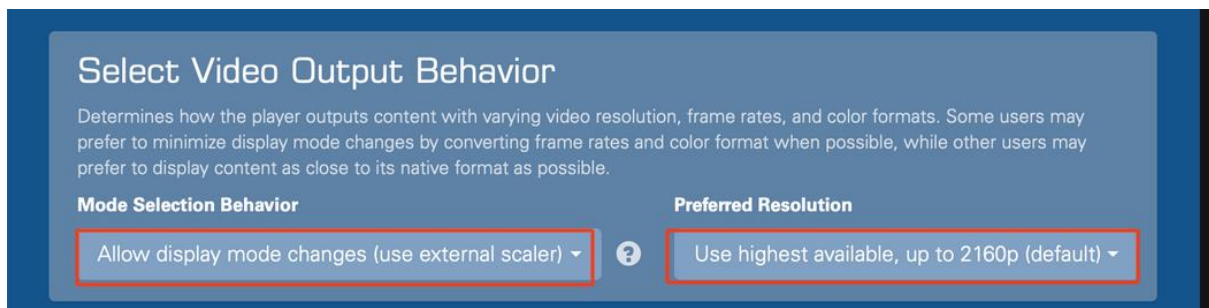 Select Video Output Behavior
Determines how the player outputs content with varying video resolution, frame rates, and color formats. Some users may
prefer to minimize display mode changes by converting frame rates and color format when possible, while other users may
prefer to display content as close to its native format as possible.
Mode Selection Behavior
Preferred Resolution
Allow display mode changes (use external scaler)
?
Use highest available, up to 2160p (default)